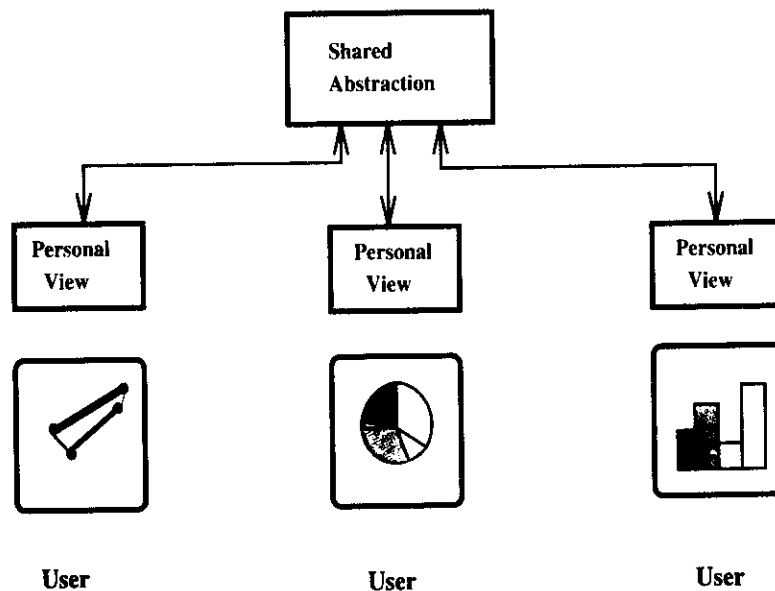 Shared
Abstraction
Personal
View
Personal
View
Personal
View
User
User
User